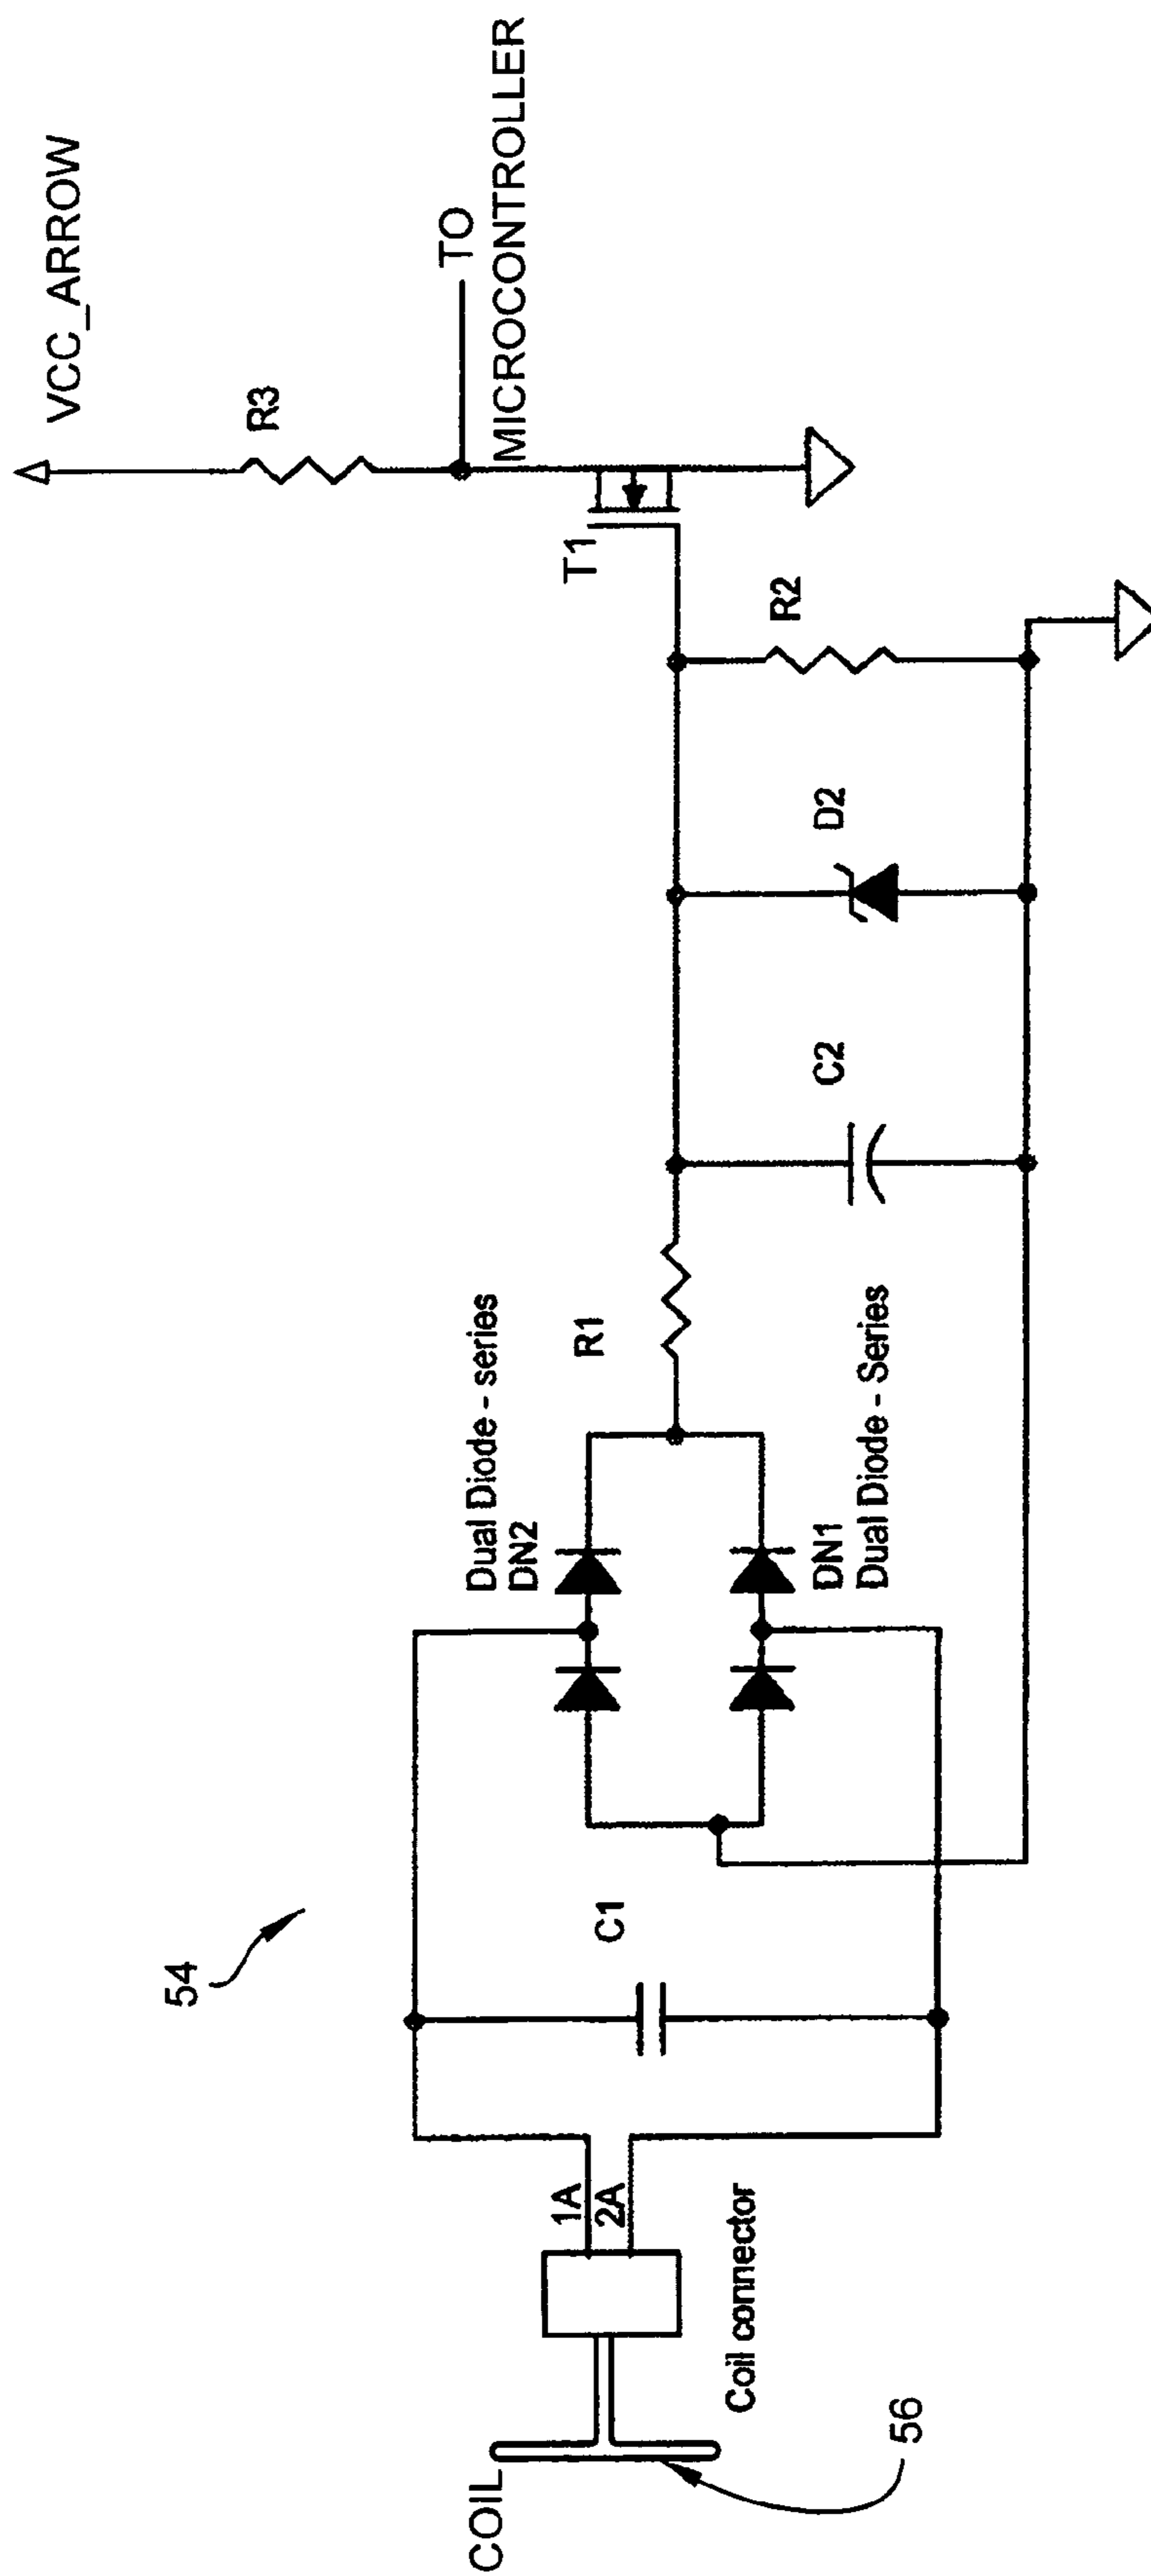 VCC_ARROW
R3
TO
MICROCONTROLLER
T1
54
Dual Diode - series
DN2
R1
R2
C1
DN1
Dual Diode - Series
C2
D2
COIL
1A
2A
Coil connector
56